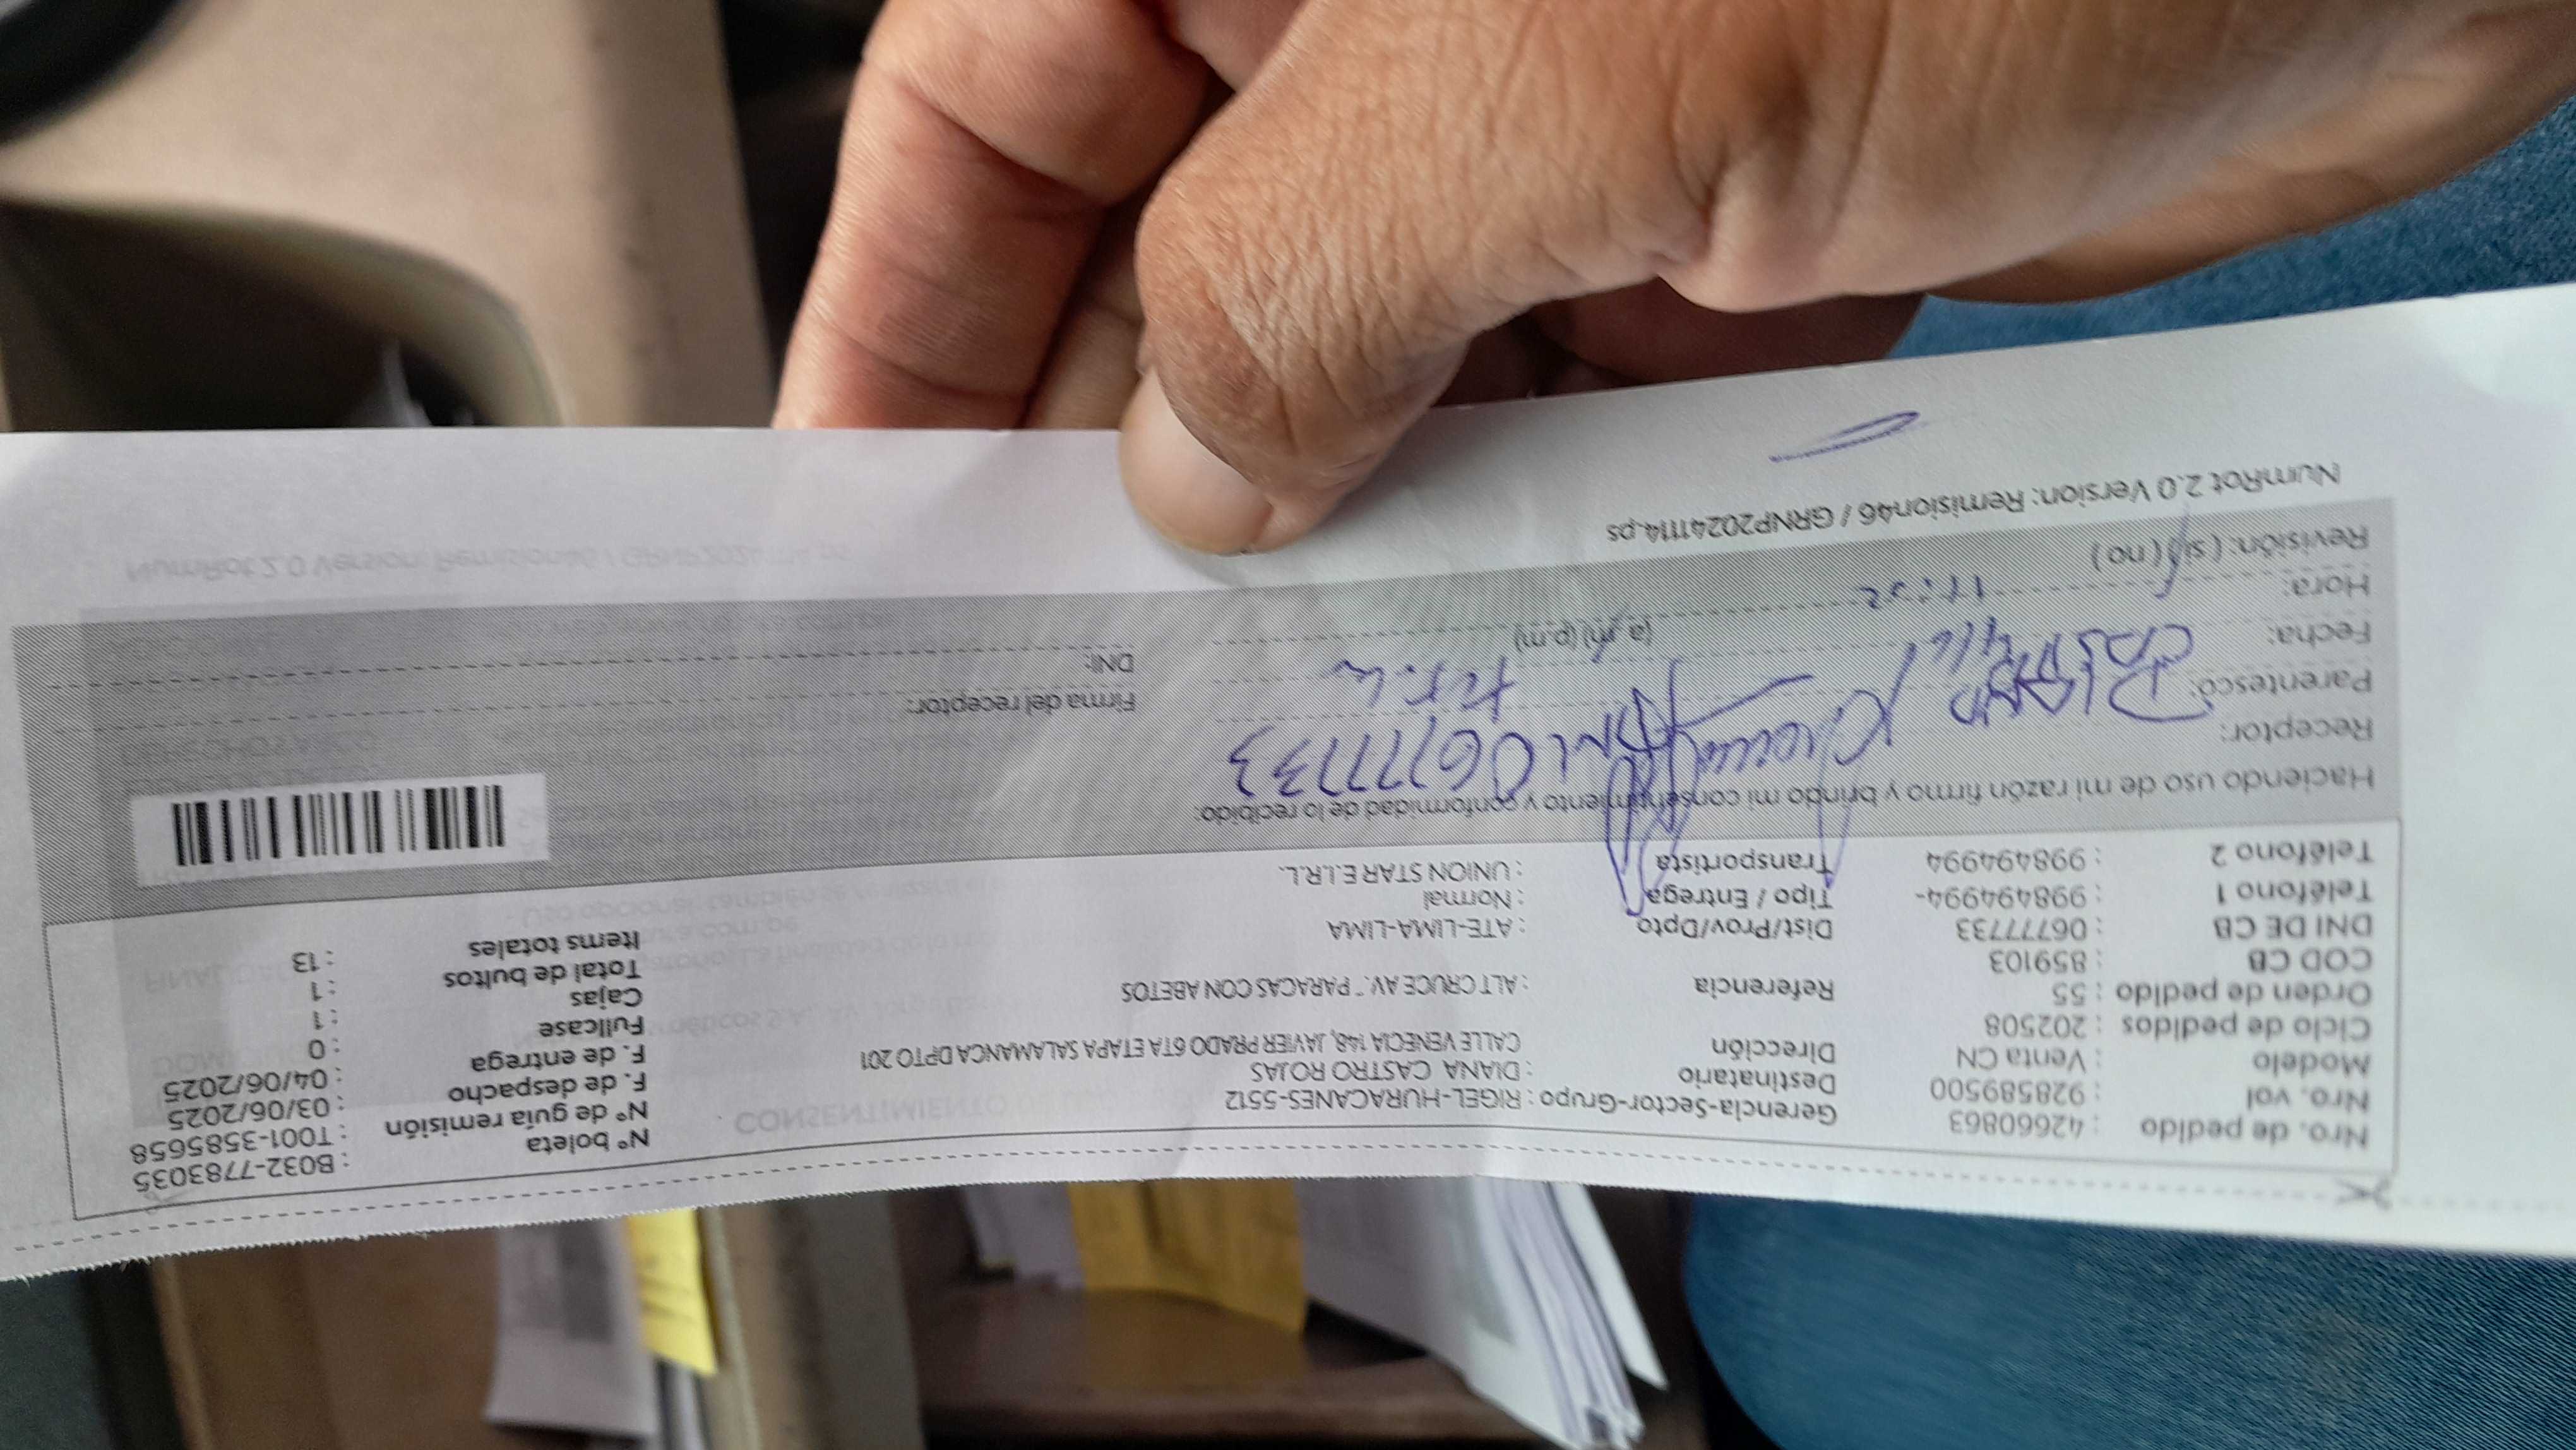 Nro. de pedido : 42660863
Nro. vol : 928589500
Modelo : Venta CN
Ciclo de pedidos : 202508
Orden de pedido : 55
COD CB : 859103
DNI DE CB : 06777733
Teléfono 1 : 998494994-
Teléfono 2 : 998494994
Gerencia-Sector-Grupo : RIGEL-HURACANES-5512
Destinatario : DIANA CASTRO ROJAS
Dirección CALLE VENECIA 148, JAVIER PRADO 6TA ETAPA SALAMANCA DPTO 201
Referencia : ALT CRUCE AV." PARACAS CON ABETOS
Dist/Prov/Dpto : ATE-LIMA-LIMA
Tipo / Entrega : Normal
Transportista : UNION STAR E.I.R.L.
Nº boleta : B032-7783035
Nº de guía remisión : T001-3585658
F. de despacho : 03/06/2025
F. de entrega : 04/06/2025
Fullcase : 0
Cajas : 1
Total de bultos : 1
Items totales : 13
Haciendo uso de mi razón firmo y brindo mi consentimiento y conformidad de lo recibido:
Receptor:
DNI 06777733
Parentesco:
Fecha:
Hora: (a.m) (p.m)
Revisión: ( si ) ( no )
Firma del receptor:
DNI:
NumRot 2.0 Version: Remision46 / GRNP20241114.ps